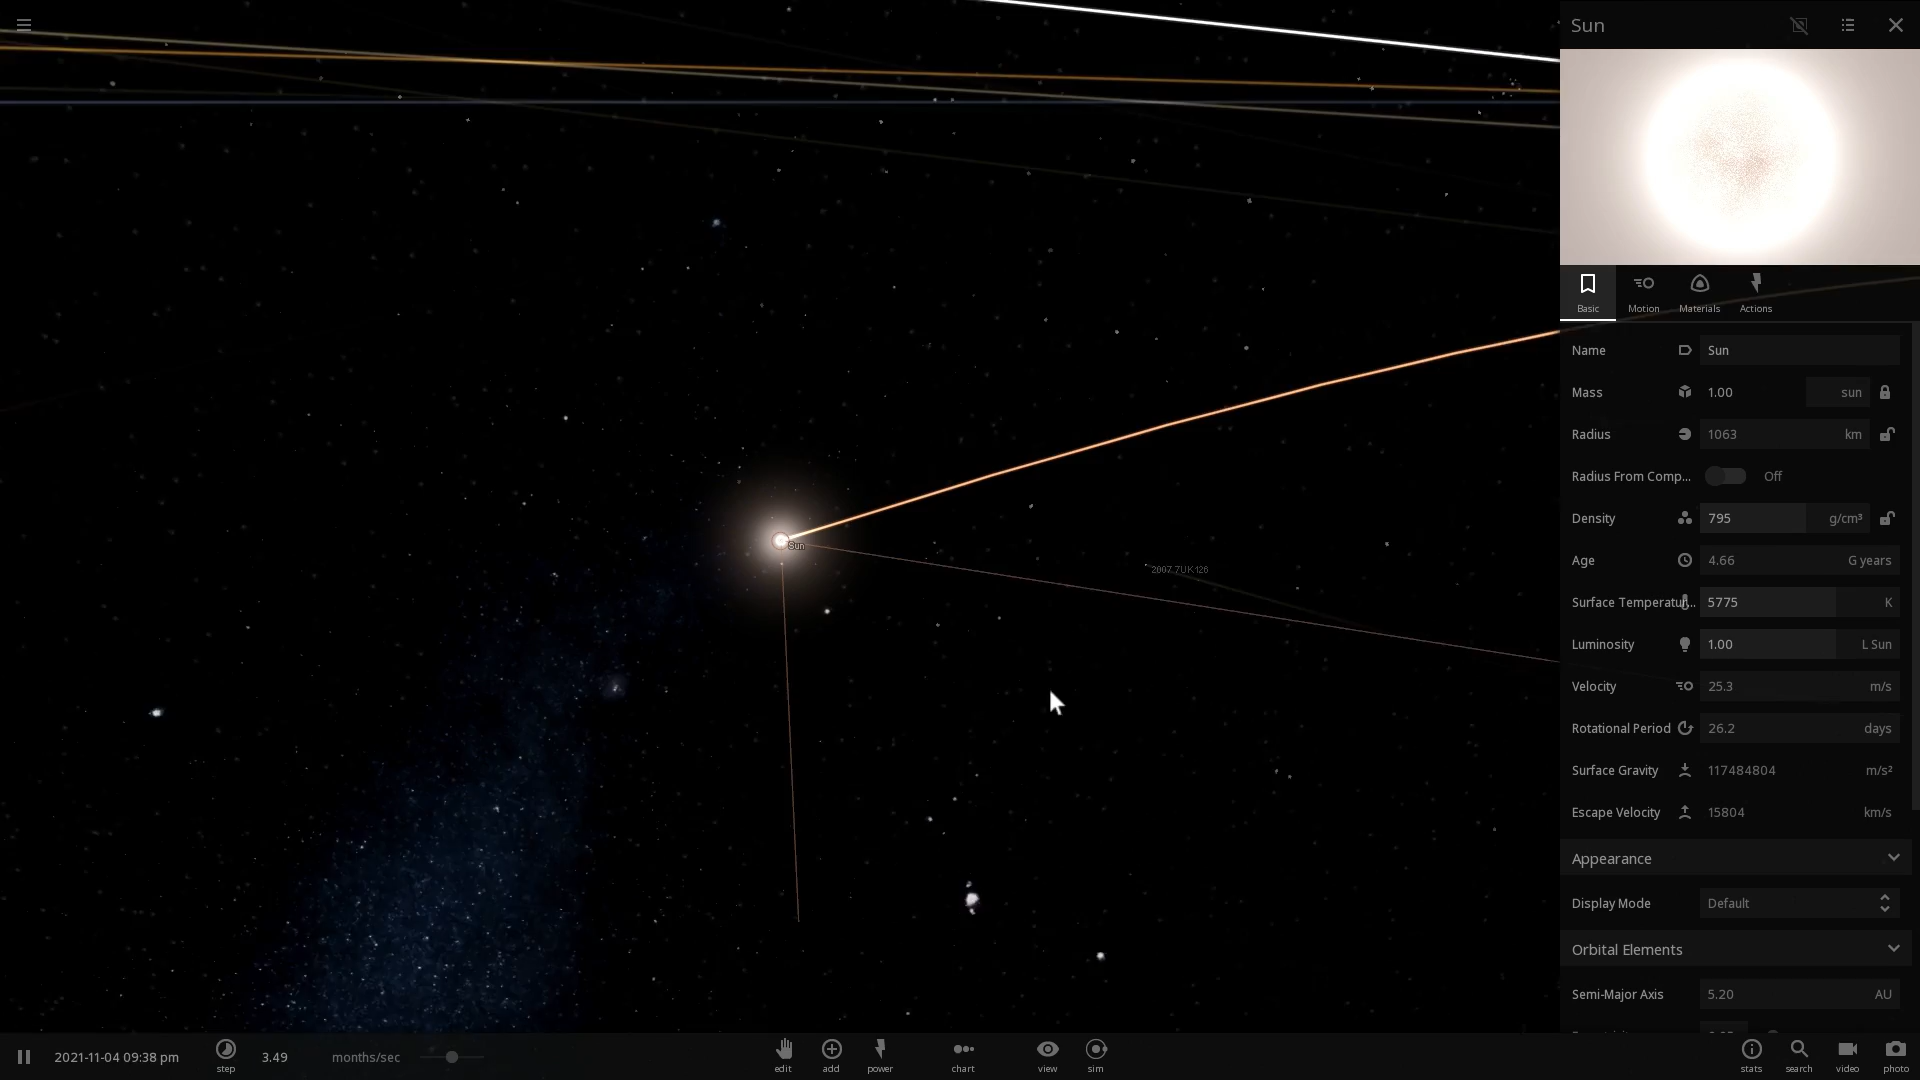 Sun
Basic
Motion
Materials
Actions
Name Sun
Mass 1.00 sun
Radius 1063 km
Radius From Comp... Off
Density 795 g/cm³
Age 4.66 G years
Surface Temperatur... 5775 K
Luminosity 1.00 L Sun
Velocity 25.3 m/s
Rotational Period 26.2 days
Surface Gravity 117484804 m/s²
Escape Velocity 15804 km/s
Appearance
Display Mode Default
Orbital Elements
Semi-Major Axis 5.20 AU
Sun
2021-11-04 09:38 pm
step
3.49 months/sec
edit
add
power
chart
view
sim
stats
search
video
photo